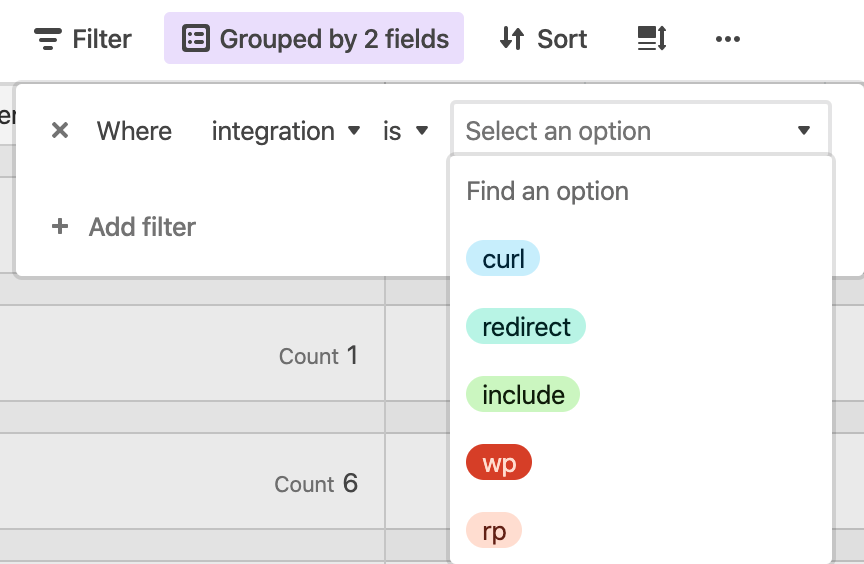 Filter Grouped by 2 fields Sort
er
Where integration is Select an option
Find an option
Add filter
curl
redirect
include
wp
rp
Count 1
Count 6